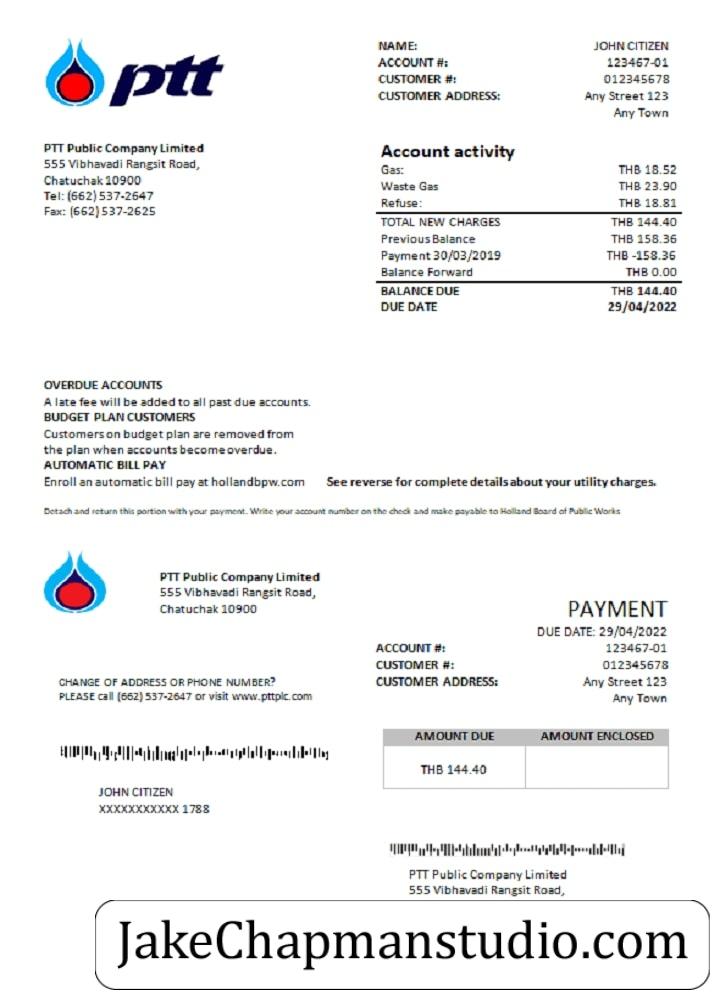 ptt
NAME: JOHN CITIZEN
ACCOUNT #: 123467-01
CUSTOMER #: 012345678
CUSTOMER ADDRESS: Any Street 123
Any Town
PTT Public Company Limited
555 Vibhavadi Rangsit Road,
Chatuchak 10900
Tel: (662) 537-2647
Fax: (662) 537-2625
Account activity
Gas: THB 18.52
Waste Gas THB 23.90
Refuse: THB 18.81
TOTAL NEW CHARGES THB 144.40
Previous Balance THB 158.36
Payment 30/03/2019 THB -158.36
Balance Forward THB 0.00
BALANCE DUE THB 144.40
DUE DATE 29/04/2022
OVERDUE ACCOUNTS
A late fee will be added to all past due accounts.
BUDGET PLAN CUSTOMERS
Customers on budget plan are removed from
the plan when accounts become overdue.
AUTOMATIC BILL PAY
Enroll an automatic bill pay at hollandbpw.com See reverse for complete details about your utility charges.
Detach and return this portion with your payment. Write your account number on the check and make payable to Holland Board of Public Works
PTT Public Company Limited
555 Vibhavadi Rangsit Road,
Chatuchak 10900
PAYMENT
DUE DATE: 29/04/2022
ACCOUNT #: 123467-01
CUSTOMER #: 012345678
CUSTOMER ADDRESS: Any Street 123
Any Town
CHANGE OF ADDRESS OR PHONE NUMBER?
PLEASE call (662) 537-2647 or visit www.pttplc.com
AMOUNT DUE AMOUNT ENCLOSED
THB 144.40
JOHN CITIZEN
XXXXXXXXXXX 1788
PTT Public Company Limited
555 Vibhavadi Rangsit Road,
JakeChapmanstudio.com